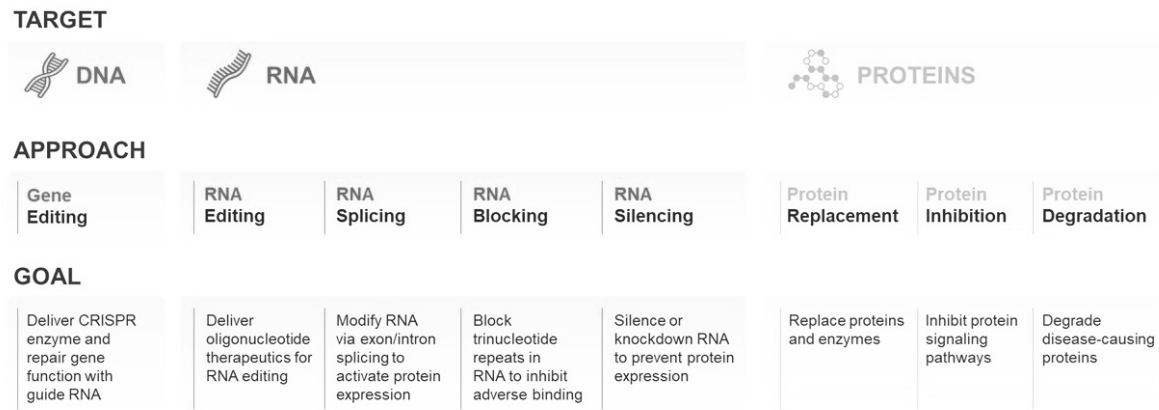 TARGET
DNA
RNA
PROTEINS
APPROACH
Gene
Editing
RNA
Editing
RNA
Splicing
RNA
Blocking
RNA
Silencing
Protein
Replacement
Protein
Inhibition
Protein
Degradation
GOAL
Deliver CRISPR
enzyme and
repair gene
function with
guide RNA
Deliver
oligonucleotide
therapeutics for
RNA editing
Modify RNA
via exon/intron
splicing to
activate protein
expression
Block
trinucleotide
repeats in
RNA to inhibit
adverse binding
Silence or
knockdown RNA
to prevent protein
expression
Replace proteins
and enzymes
Inhibit protein
signaling
pathways
Degrade
disease-causing
proteins